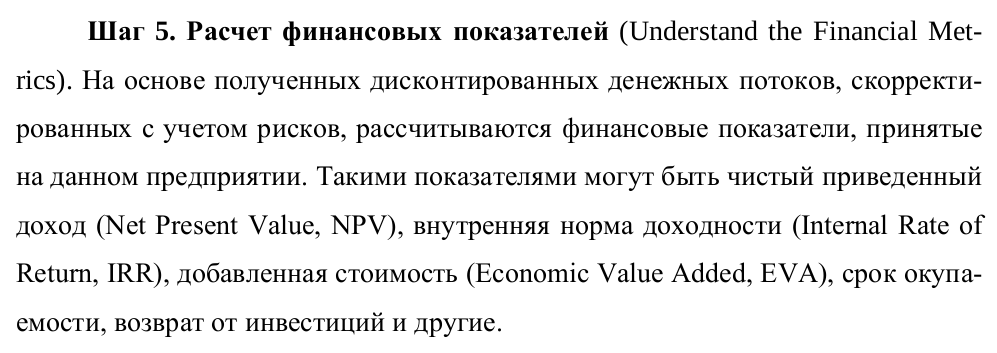 Шаг 5. Расчет финансовых показателей (Understand the Financial Met-
rics). На основе полученных дисконтированных денежных потоков, скорректи-
рованных с учетом рисков, рассчитываются финансовые показатели, принятые
на данном предприятии. Такими показателями могут быть чистый приведенный
доход (Net Present Value, NPV), внутренняя норма доходности (Internal Rate of
Return, IRR), добавленная стоимость (Economic Value Added, EVA), срок окупа-
емости, возврат от инвестиций и другие.